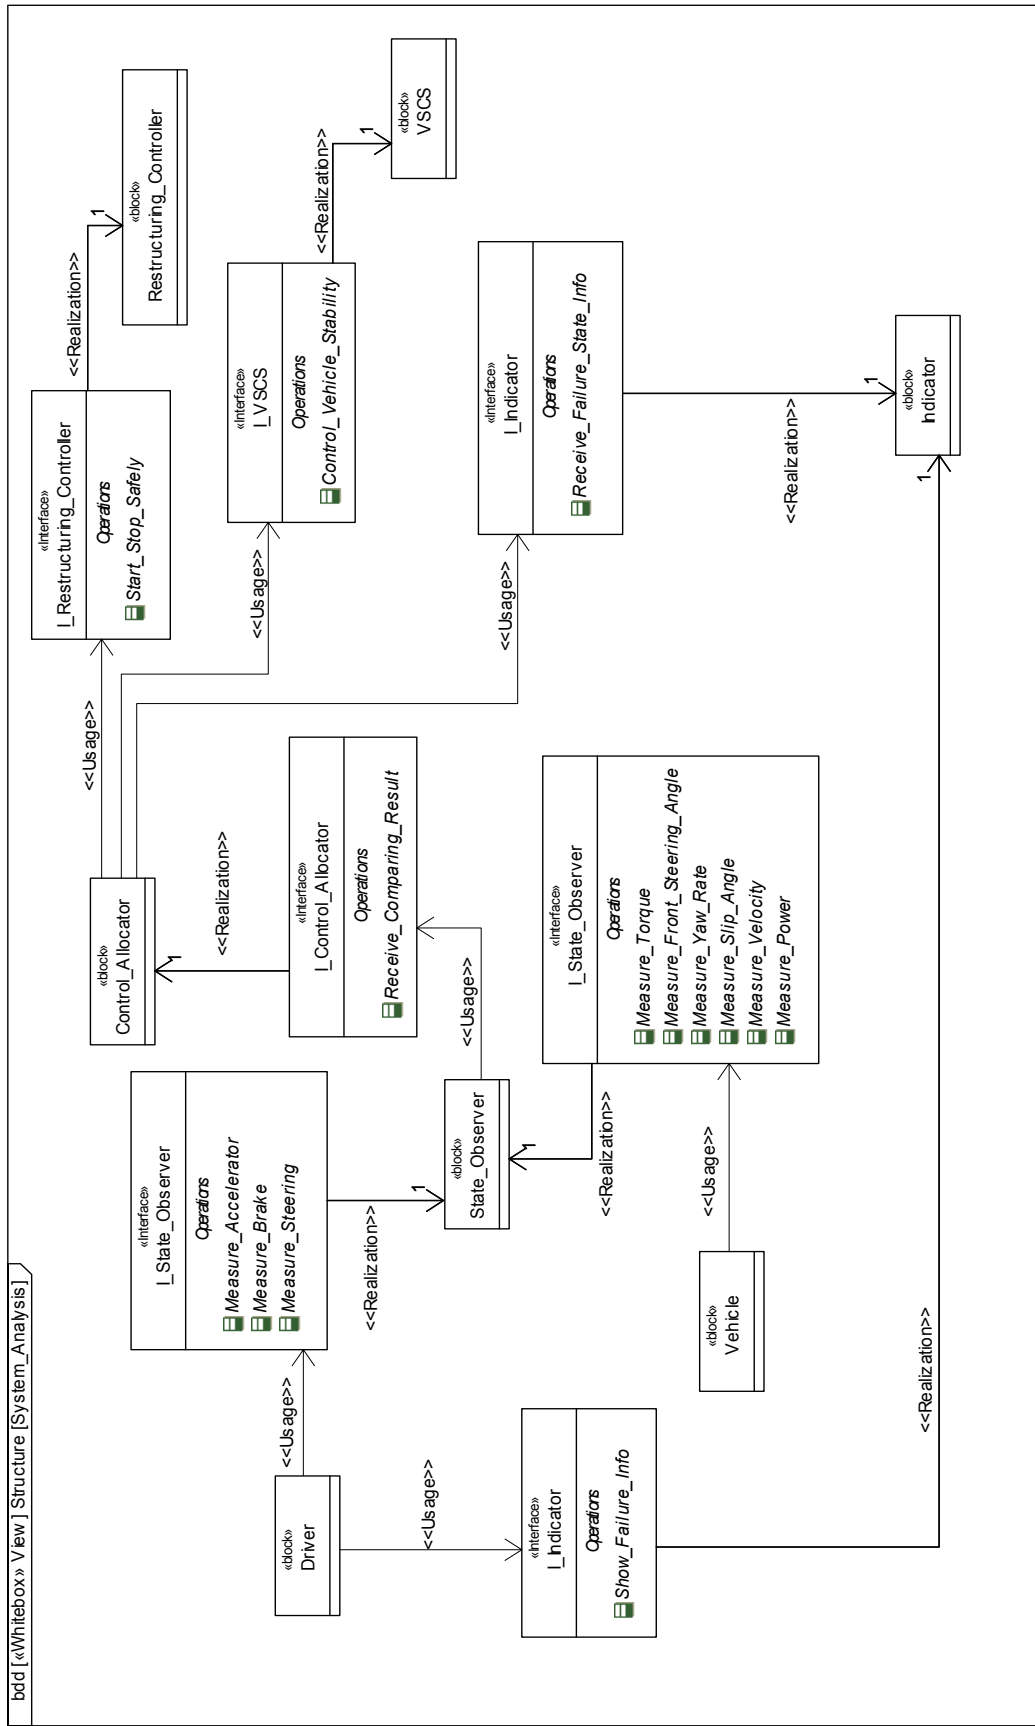 bdd [«Whitebox» View] Structure [System_Analysis]
«block»
Driver
<<Usage>>
<<Usage>>
«Interface»
I_State_Observer
Operations
Measure_Accelerator
Measure_Brake
Measure_Steering
<<Realization>>
1
«block»
State_Observer
<<Usage>>
«Interface»
I_Indicator
Operations
Show_Failure_Info
<<Realization>>
1
«block»
Vehicle
<<Usage>>
«Interface»
I_State_Observer
Operations
Measure_Torque
Measure_Front_Steering_Angle
Measure_Yaw_Rate
Measure_Slip_Angle
Measure_Velocity
Measure_Power
<<Realization>>
1
«Interface»
I_Control_Allocator
Operations
Receive_Comparing_Result
<<Realization>>
1
«block»
Control_Allocator
<<Usage>>
<<Usage>>
<<Usage>>
«Interface»
I_Restructuring_Controller
Operations
Start_Stop_Safely
<<Realization>>
1
«block»
Restructuring_Controller
«Interface»
I_VSCS
Operations
Control_Vehicle_Stability
<<Realization>>
1
«block»
VSCS
«Interface»
I_Indicator
Operations
Receive_Failure_State_Info
<<Realization>>
1
«block»
Indicator